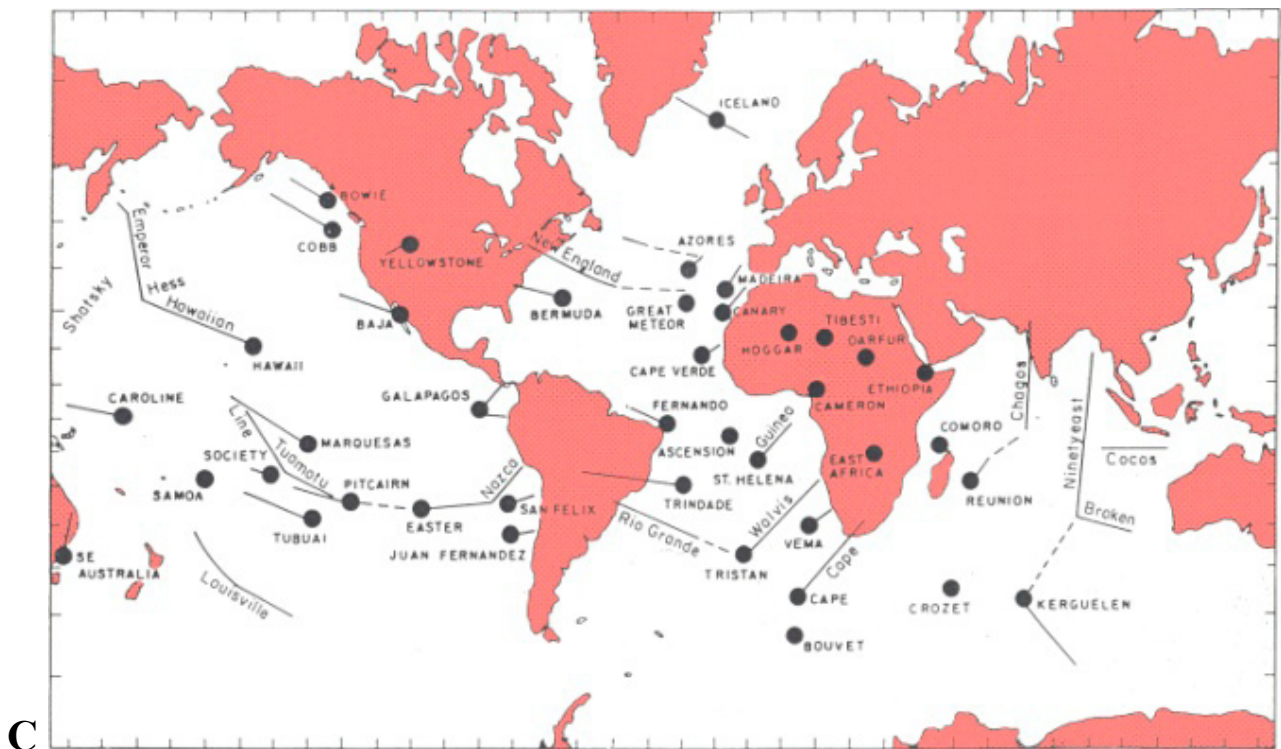 ICELAND
BOWIE
Emperor
COBB
YELLOWSTONE
New England
AZORES
Shatsky
Hess
Hawaiian
MADEIRA
BAJA
BERMUDA
GREAT
METEOR
CANARY
TIBESTI
HOGGAR
DARFUR
HAWAII
CAPE VERDE
ETHIOPIA
Chagos
CAROLINE
GALAPAGOS
CAMERON
Line
FERNANDO
Guinea
COMORO
Ninetyeast
MARQUESAS
ASCENSION
Cocos
SOCIETY
Tuamotu
EAST
AFRICA
SAMOA
PITCAIRN
Nazca
ST. HELENA
TRINDADE
REUNION
EASTER
SAN FELIX
Walvis
Broken
TUBUAI
Rio Grande
VEMA
JUAN FERNANDEZ
SE
AUSTRALIA
TRISTAN
Cape
Louisville
CAPE
CROZET
KERGUELEN
BOUVET
C